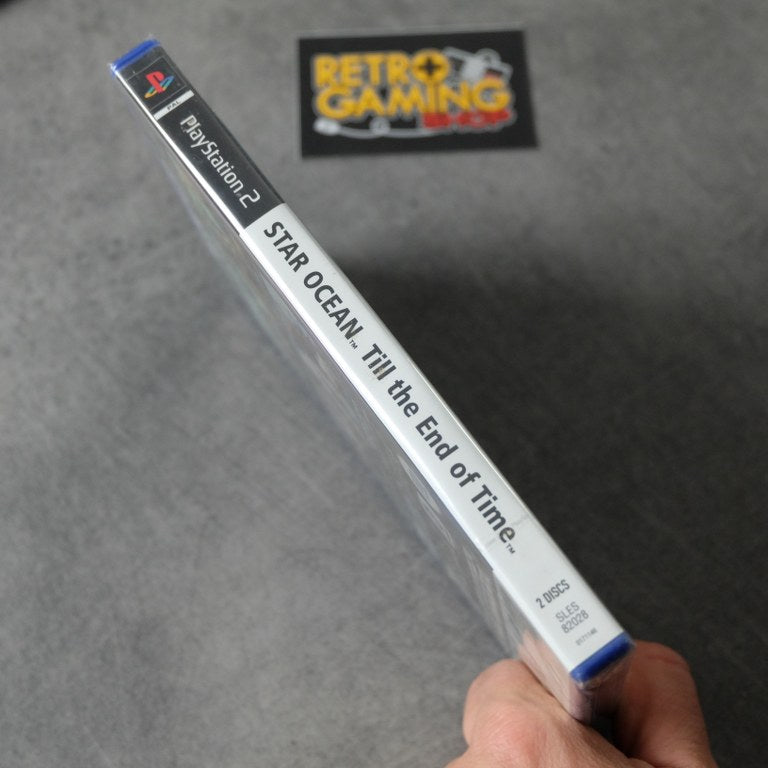 RETRO
GAMING
SHOP
PAL
PlayStation.2
STAR OCEAN™ Till the End of Time™
2 DISCS
SLES
82028